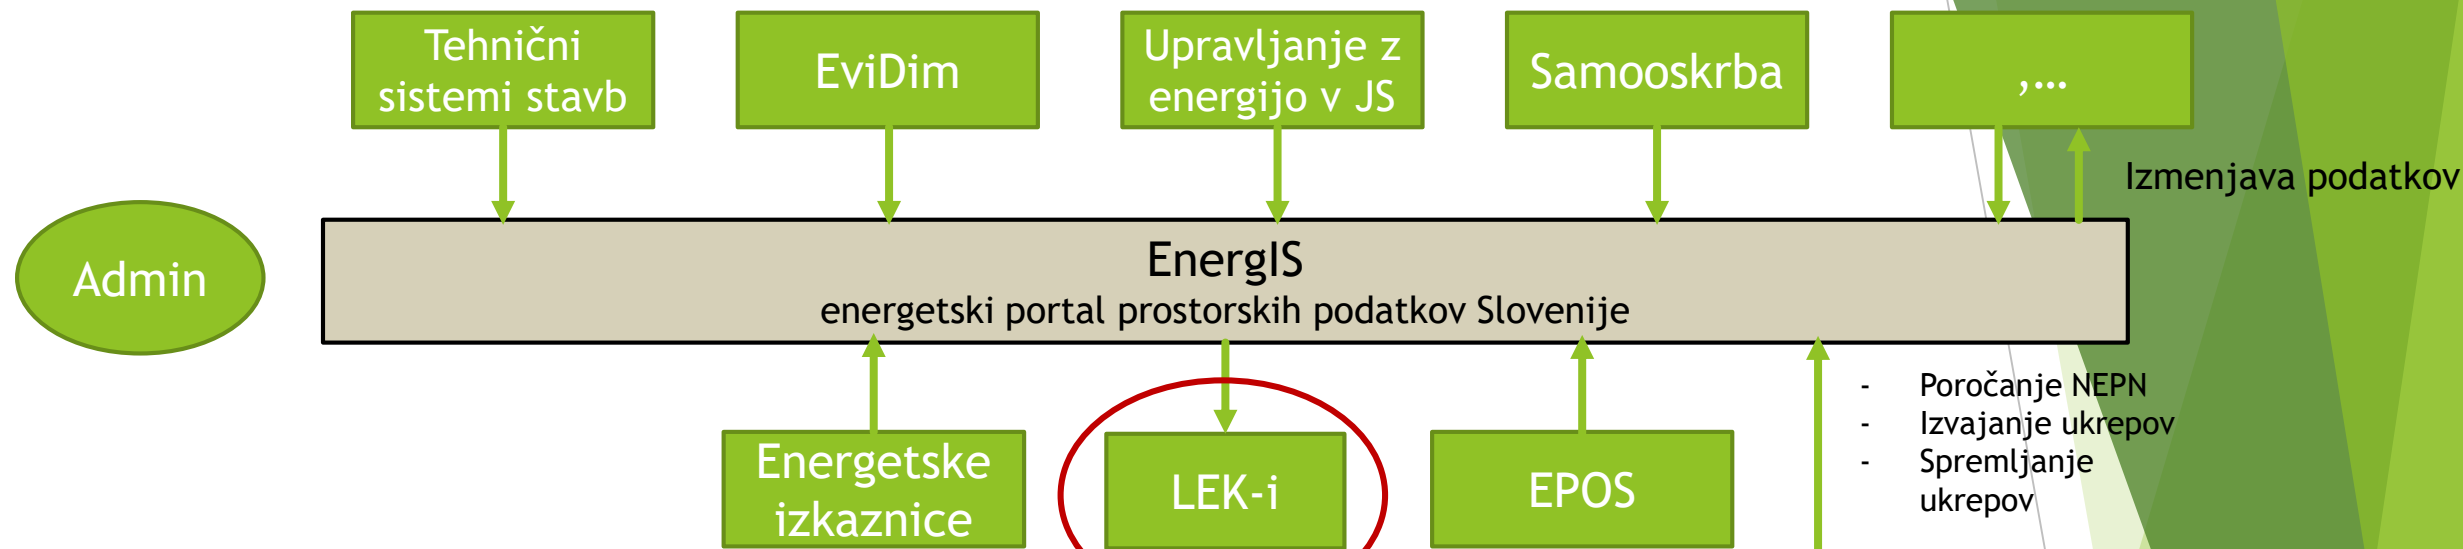 Tehnični
sistemi stavb
EviDim
Upravljanje z
energijo v JS
Samooskrba
,…
Izmenjava podatkov
Admin
EnergIS
energetski portal prostorskih podatkov Slovenije
Energetske
izkaznice
LEK-i
EPOS
- Poročanje NEPN
- Izvajanje ukrepov
- Spremljanje
ukrepov